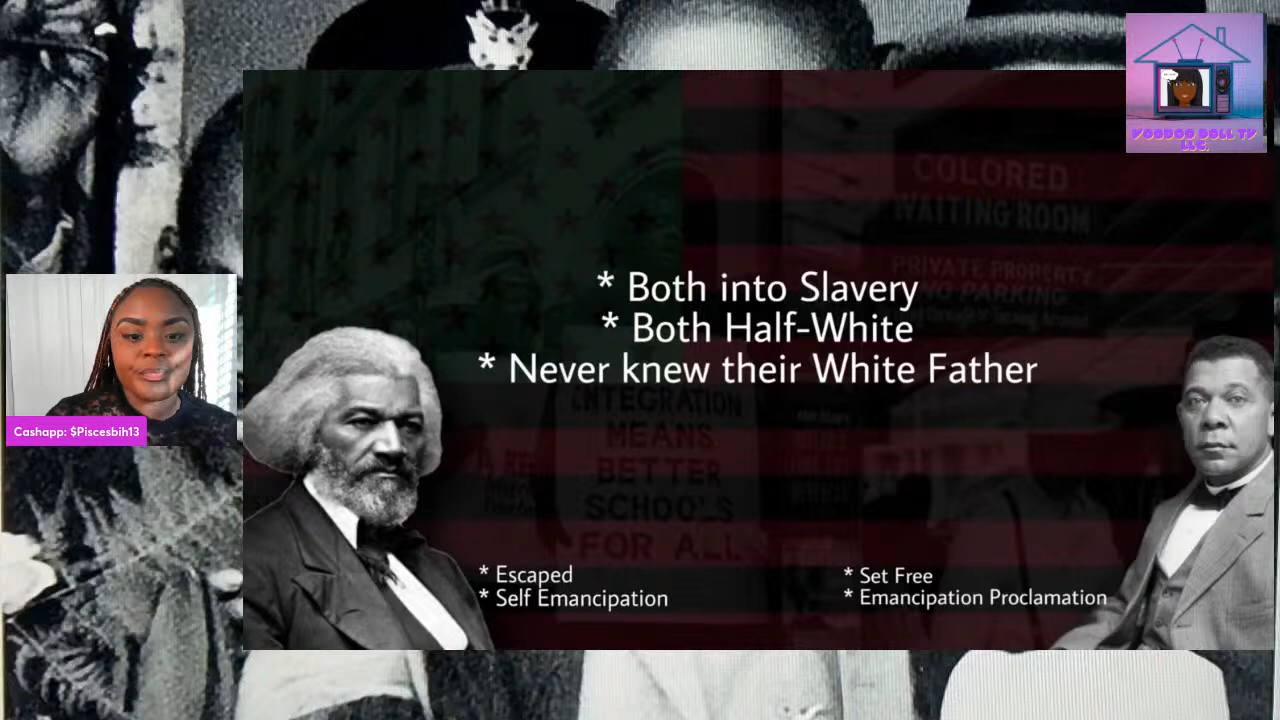 VOODOO DOLL TV
LLC.
COLORED
WAITING ROOM
PRIVATE PROPERTY
NO PARKING
* Both into Slavery
* Both Half-White
* Never knew their White Father
INTEGRATION
MEANS
BETTER
SCHOOLS
FOR ALL
Cashapp: $Piscesbih13
* Escaped
* Self Emancipation
* Set Free
* Emancipation Proclamation